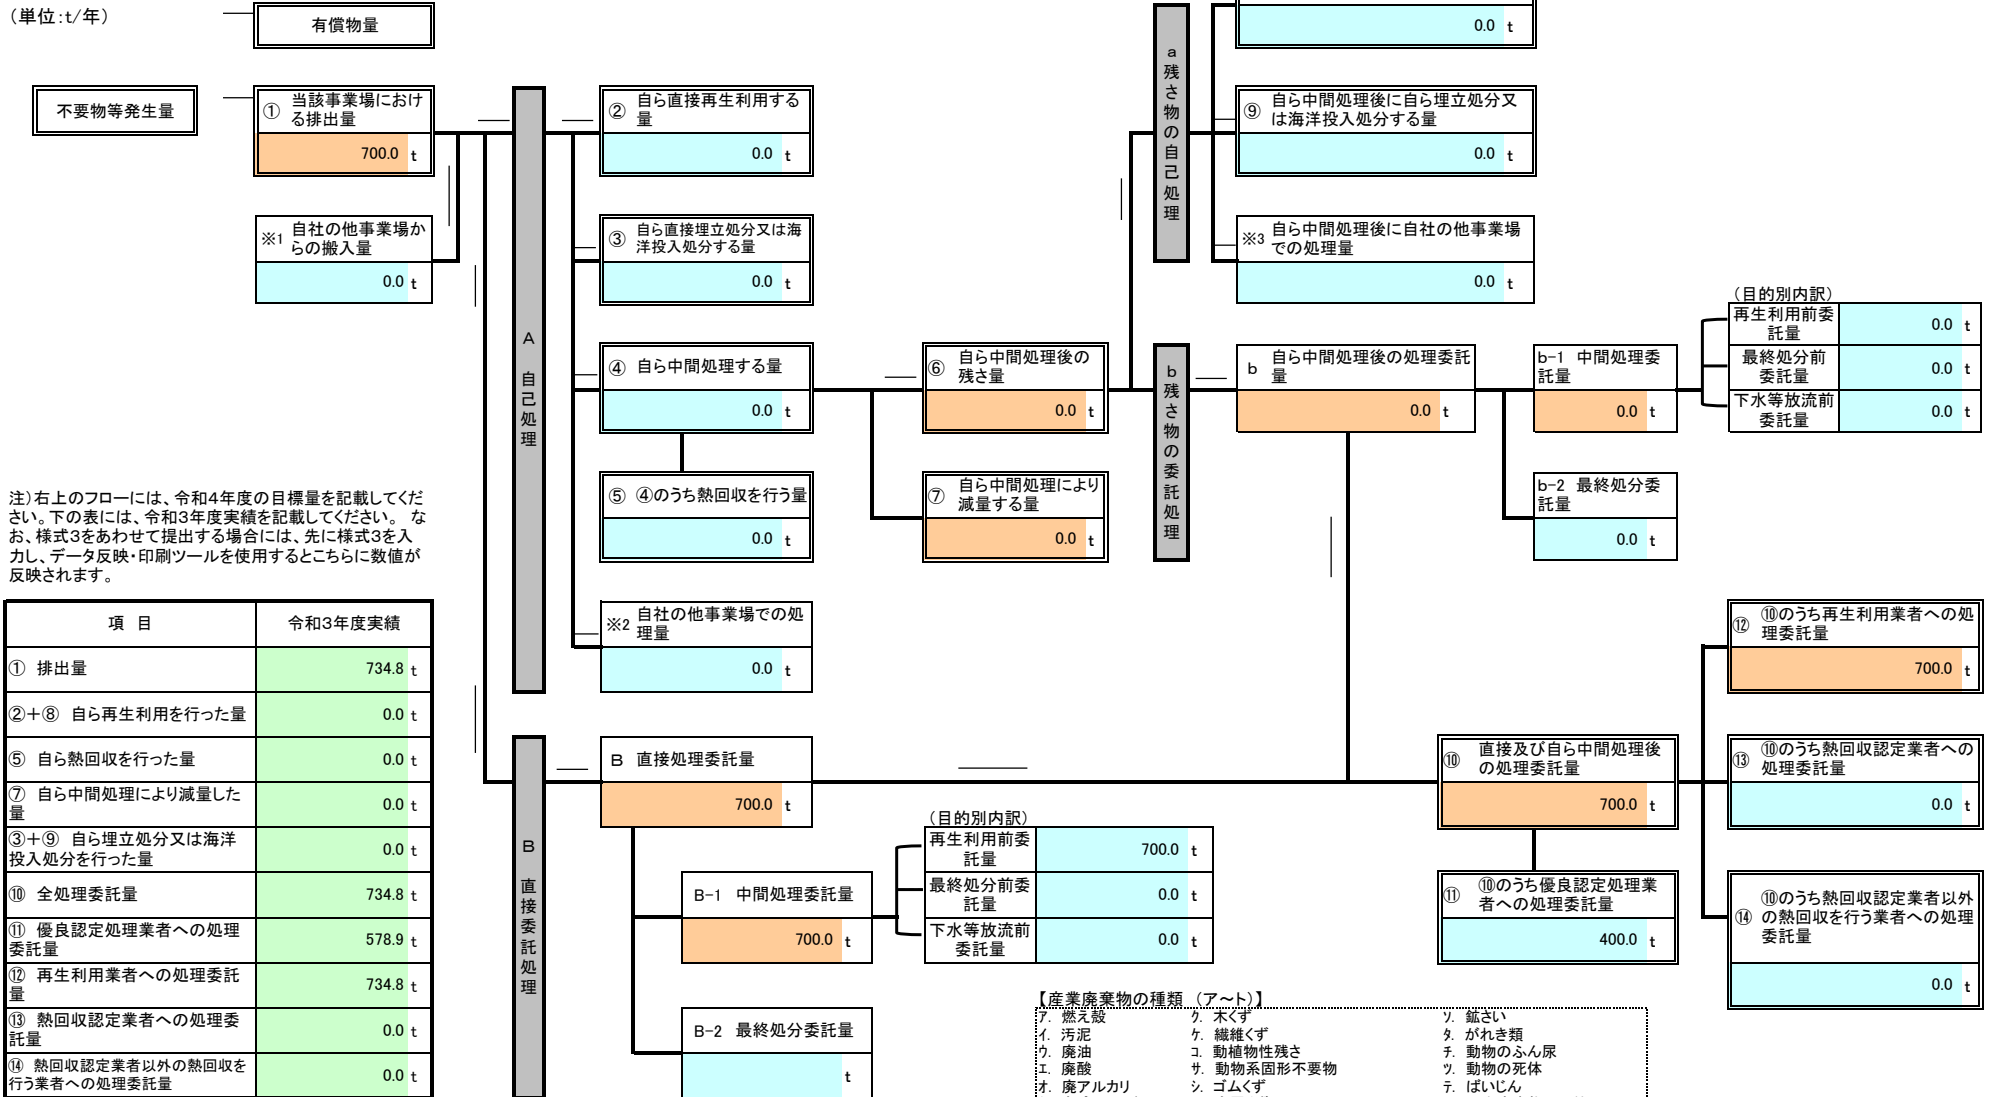 （単位：t/年）
有償物量
0.0 t
不要物等発生量
① 当該事業場におけ
る排出量
700.0 t
※1 自社の他事業場か
らの搬入量
0.0 t
A 自己処理
② 自ら直接再生利用する
量
0.0 t
③ 自ら直接埋立処分又は海
洋投入処分する量
0.0 t
④ 自ら中間処理する量
0.0 t
⑤ ④のうち熱回収を行う量
0.0 t
※2 自社の他事業場での処
理量
0.0 t
⑥ 自ら中間処理後の
残さ量
0.0 t
⑦ 自ら中間処理により
減量する量
0.0 t
a 残さ物の自己処理
⑨ 自ら中間処理後に自ら埋立処分又
は海洋投入処分する量
0.0 t
※3 自ら中間処理後に自社の他事業場
での処理量
0.0 t
b 残さ物の委託処理
b 自ら中間処理後の処理委託
量
0.0 t
b-1 中間処理委
託量
0.0 t
b-2 最終処分委
託量
0.0 t
（目的別内訳）
再生利用前委
託量
0.0 t
最終処分前
委託量
0.0 t
下水等放流前
委託量
0.0 t
注）右上のフローには、令和4年度の目標量を記載してくだ
さい。下の表には、令和3年度実績を記載してください。 な
お、様式3をあわせて提出する場合には、先に様式3を入
力し、データ反映・印刷ツールを使用するとこちらに数値が
反映されます。
項 目 令和3年度実績
① 排出量 734.8 t
②＋⑧ 自ら再生利用を行った量 0.0 t
⑤ 自ら熱回収を行った量 0.0 t
⑦ 自ら中間処理により減量した
量 0.0 t
③＋⑨ 自ら埋立処分又は海洋
投入処分を行った量 0.0 t
⑩ 全処理委託量 734.8 t
⑪ 優良認定処理業者への処理
委託量 578.9 t
⑫ 再生利用業者への処理委託
量 734.8 t
⑬ 熱回収認定業者への処理委
託量 0.0 t
⑭ 熱回収認定業者以外の熱回収を
行う業者への処理委託量 0.0 t
B 直接委託処理
B 直接処理委託量
700.0 t
B-1 中間処理委託量
700.0 t
B-2 最終処分委託量
t
（目的別内訳）
再生利用前委
託量
700.0 t
最終処分前委
託量
0.0 t
下水等放流前
委託量
0.0 t
⑩ 直接及び自ら中間処理後
の処理委託量
700.0 t
⑪ ⑩のうち優良認定処理業
者への処理委託量
400.0 t
⑫ ⑩のうち再生利用業者への処
理委託量
700.0 t
⑬ ⑩のうち熱回収認定業者への
処理委託量
0.0 t
⑭ ⑩のうち熱回収認定業者以外
の熱回収を行う業者への処理
委託量
0.0 t
【産業廃棄物の種類 （ア～ト）】
ア. 燃え殻 ク. 木くず ソ. 鉱さい
イ. 汚泥 ケ. 繊維くず タ. がれき類
ウ. 廃油 コ. 動植物性残さ チ. 動物のふん尿
エ. 廃酸 サ. 動物系固形不要物 ツ. 動物の死体
オ. 廃アルカリ シ. ゴムくず テ. ばいじん